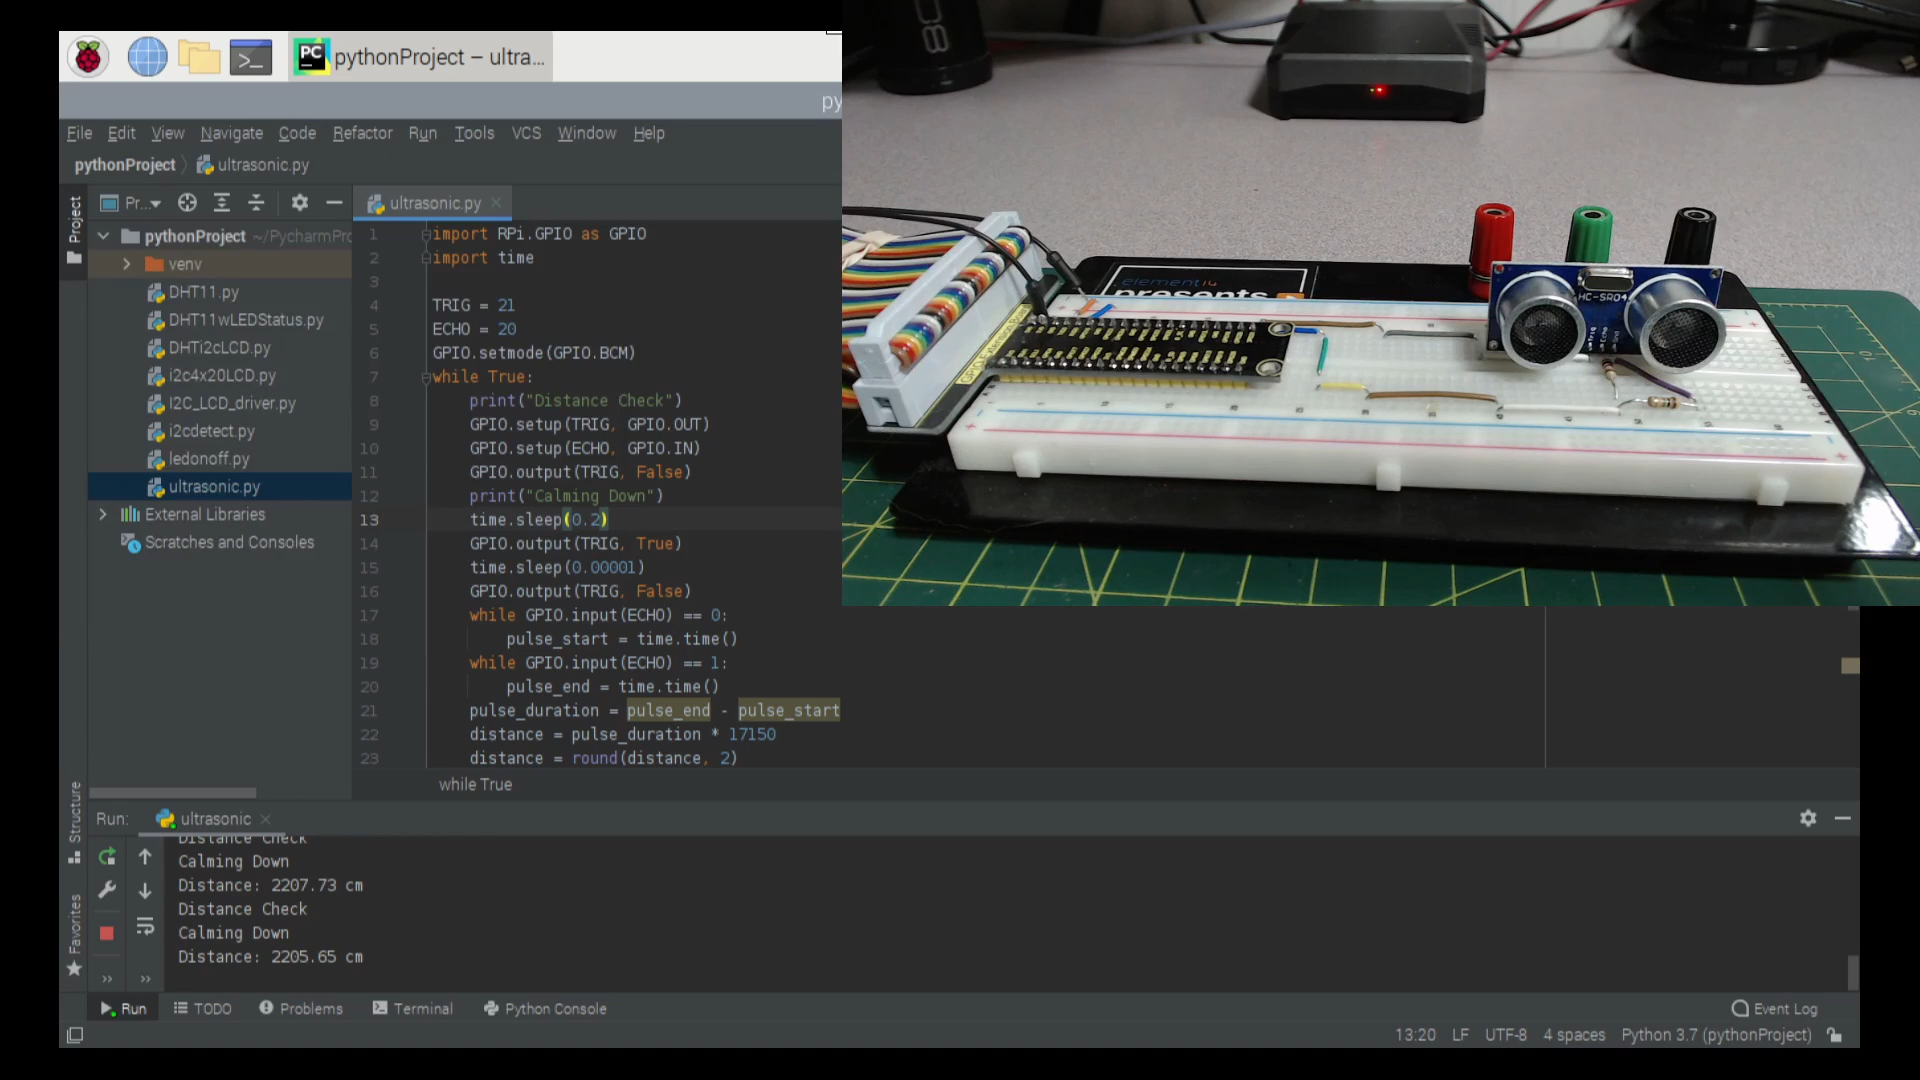 pythonProject – ultra...
py
File Edit View Navigate Code Refactor Run Tools VCS Window Help
pythonProject ultrasonic.py
Project
Pr...
ultrasonic.py
pythonProject ~/PycharmPro
venv
DHT11.py
DHT11wLEDStatus.py
DHTi2cLCD.py
i2c4x20LCD.py
I2C_LCD_driver.py
i2cdetect.py
ledonoff.py
ultrasonic.py
External Libraries
Scratches and Consoles
1 import RPi.GPIO as GPIO
2 import time
3
4 TRIG = 21
5 ECHO = 20
6 GPIO.setmode(GPIO.BCM)
7 while True:
8 print("Distance Check")
9 GPIO.setup(TRIG, GPIO.OUT)
10 GPIO.setup(ECHO, GPIO.IN)
11 GPIO.output(TRIG, False)
12 print("Calming Down")
13 time.sleep(0.2)
14 GPIO.output(TRIG, True)
15 time.sleep(0.00001)
16 GPIO.output(TRIG, False)
17 while GPIO.input(ECHO) == 0:
18 pulse_start = time.time()
19 while GPIO.input(ECHO) == 1:
20 pulse_end = time.time()
21 pulse_duration = pulse_end - pulse_start
22 distance = pulse_duration * 17150
23 distance = round(distance, 2)
while True
element14
presents
HC-SR04
Trig
Echo
Gnd
Structure
Favorites
Run: ultrasonic
Distance Check
Calming Down
Distance: 2207.73 cm
Distance Check
Calming Down
Distance: 2205.65 cm
Run TODO Problems Terminal Python Console Event Log
13:20 LF UTF-8 4 spaces Python 3.7 (pythonProject)